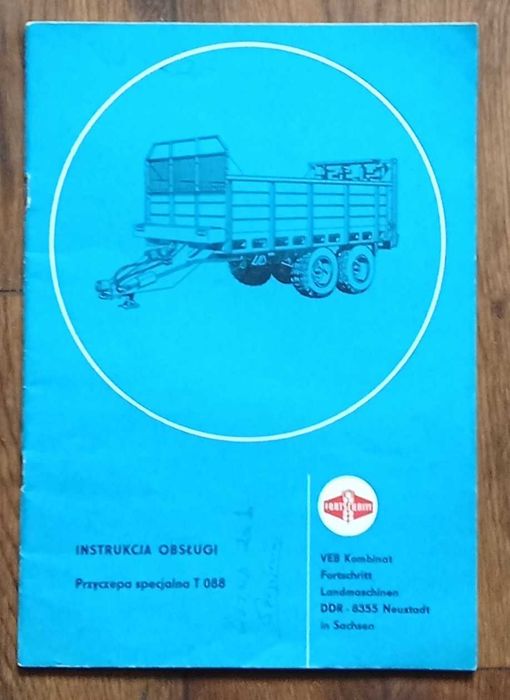 FORTSCHRITT
INSTRUKCJA OBSŁUGI
Przyczepa specjalna T 088
VEB Kombinat
Fortschritt
Landmaschinen
DDR - 8355 Neustadt
in Sachsen